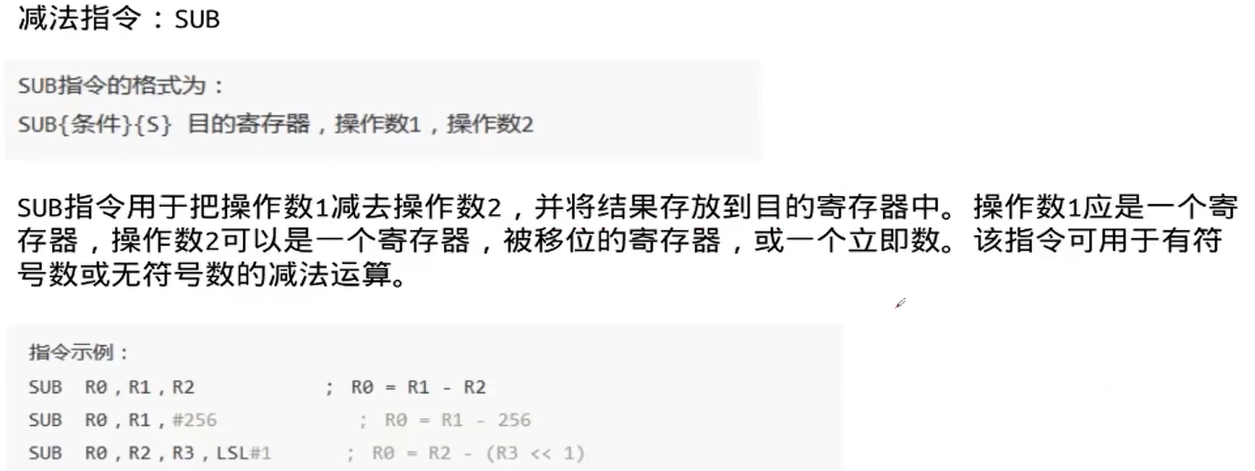 减法指令：SUB
SUB指令的格式为：
SUB{条件}{S} 目的寄存器，操作数1，操作数2
SUB指令用于把操作数1减去操作数2，并将结果存放到目的寄存器中。操作数1应是一个寄
存器，操作数2可以是一个寄存器，被移位的寄存器，或一个立即数。该指令可用于有符
号数或无符号数的减法运算。
指令示例：
SUB R0，R1，R2 ; R0 = R1 - R2
SUB R0，R1，#256 ; R0 = R1 - 256
SUB R0，R2，R3，LSL#1 ; R0 = R2 - (R3 << 1)